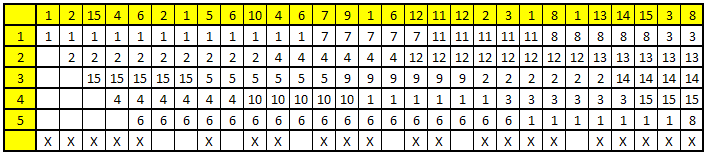 1 2 15 4 6 2 1 5 6 10 4 6 7 9 1 6 12 11 12 2 3 1 8 1 13 14 15 3 8
1 1 1 1 1 1 1 1 1 1 1 1 1 7 7 7 7 7 11 11 11 11 11 8 8 8 8 8 3 3
2 2 2 2 2 2 2 2 2 2 4 4 4 4 4 4 12 12 12 12 12 12 12 12 13 13 13 13 13
3 15 15 15 15 15 5 5 5 5 5 5 9 9 9 9 9 9 2 2 2 2 2 2 14 14 14 14
4 4 4 4 4 4 4 10 10 10 10 10 1 1 1 1 1 1 3 3 3 3 3 3 15 15 15
5 6 6 6 6 6 6 6 6 6 6 6 6 6 6 6 6 6 1 1 1 1 1 1 1 8
X X X X X X X X X X X X X X X X X X X X X X